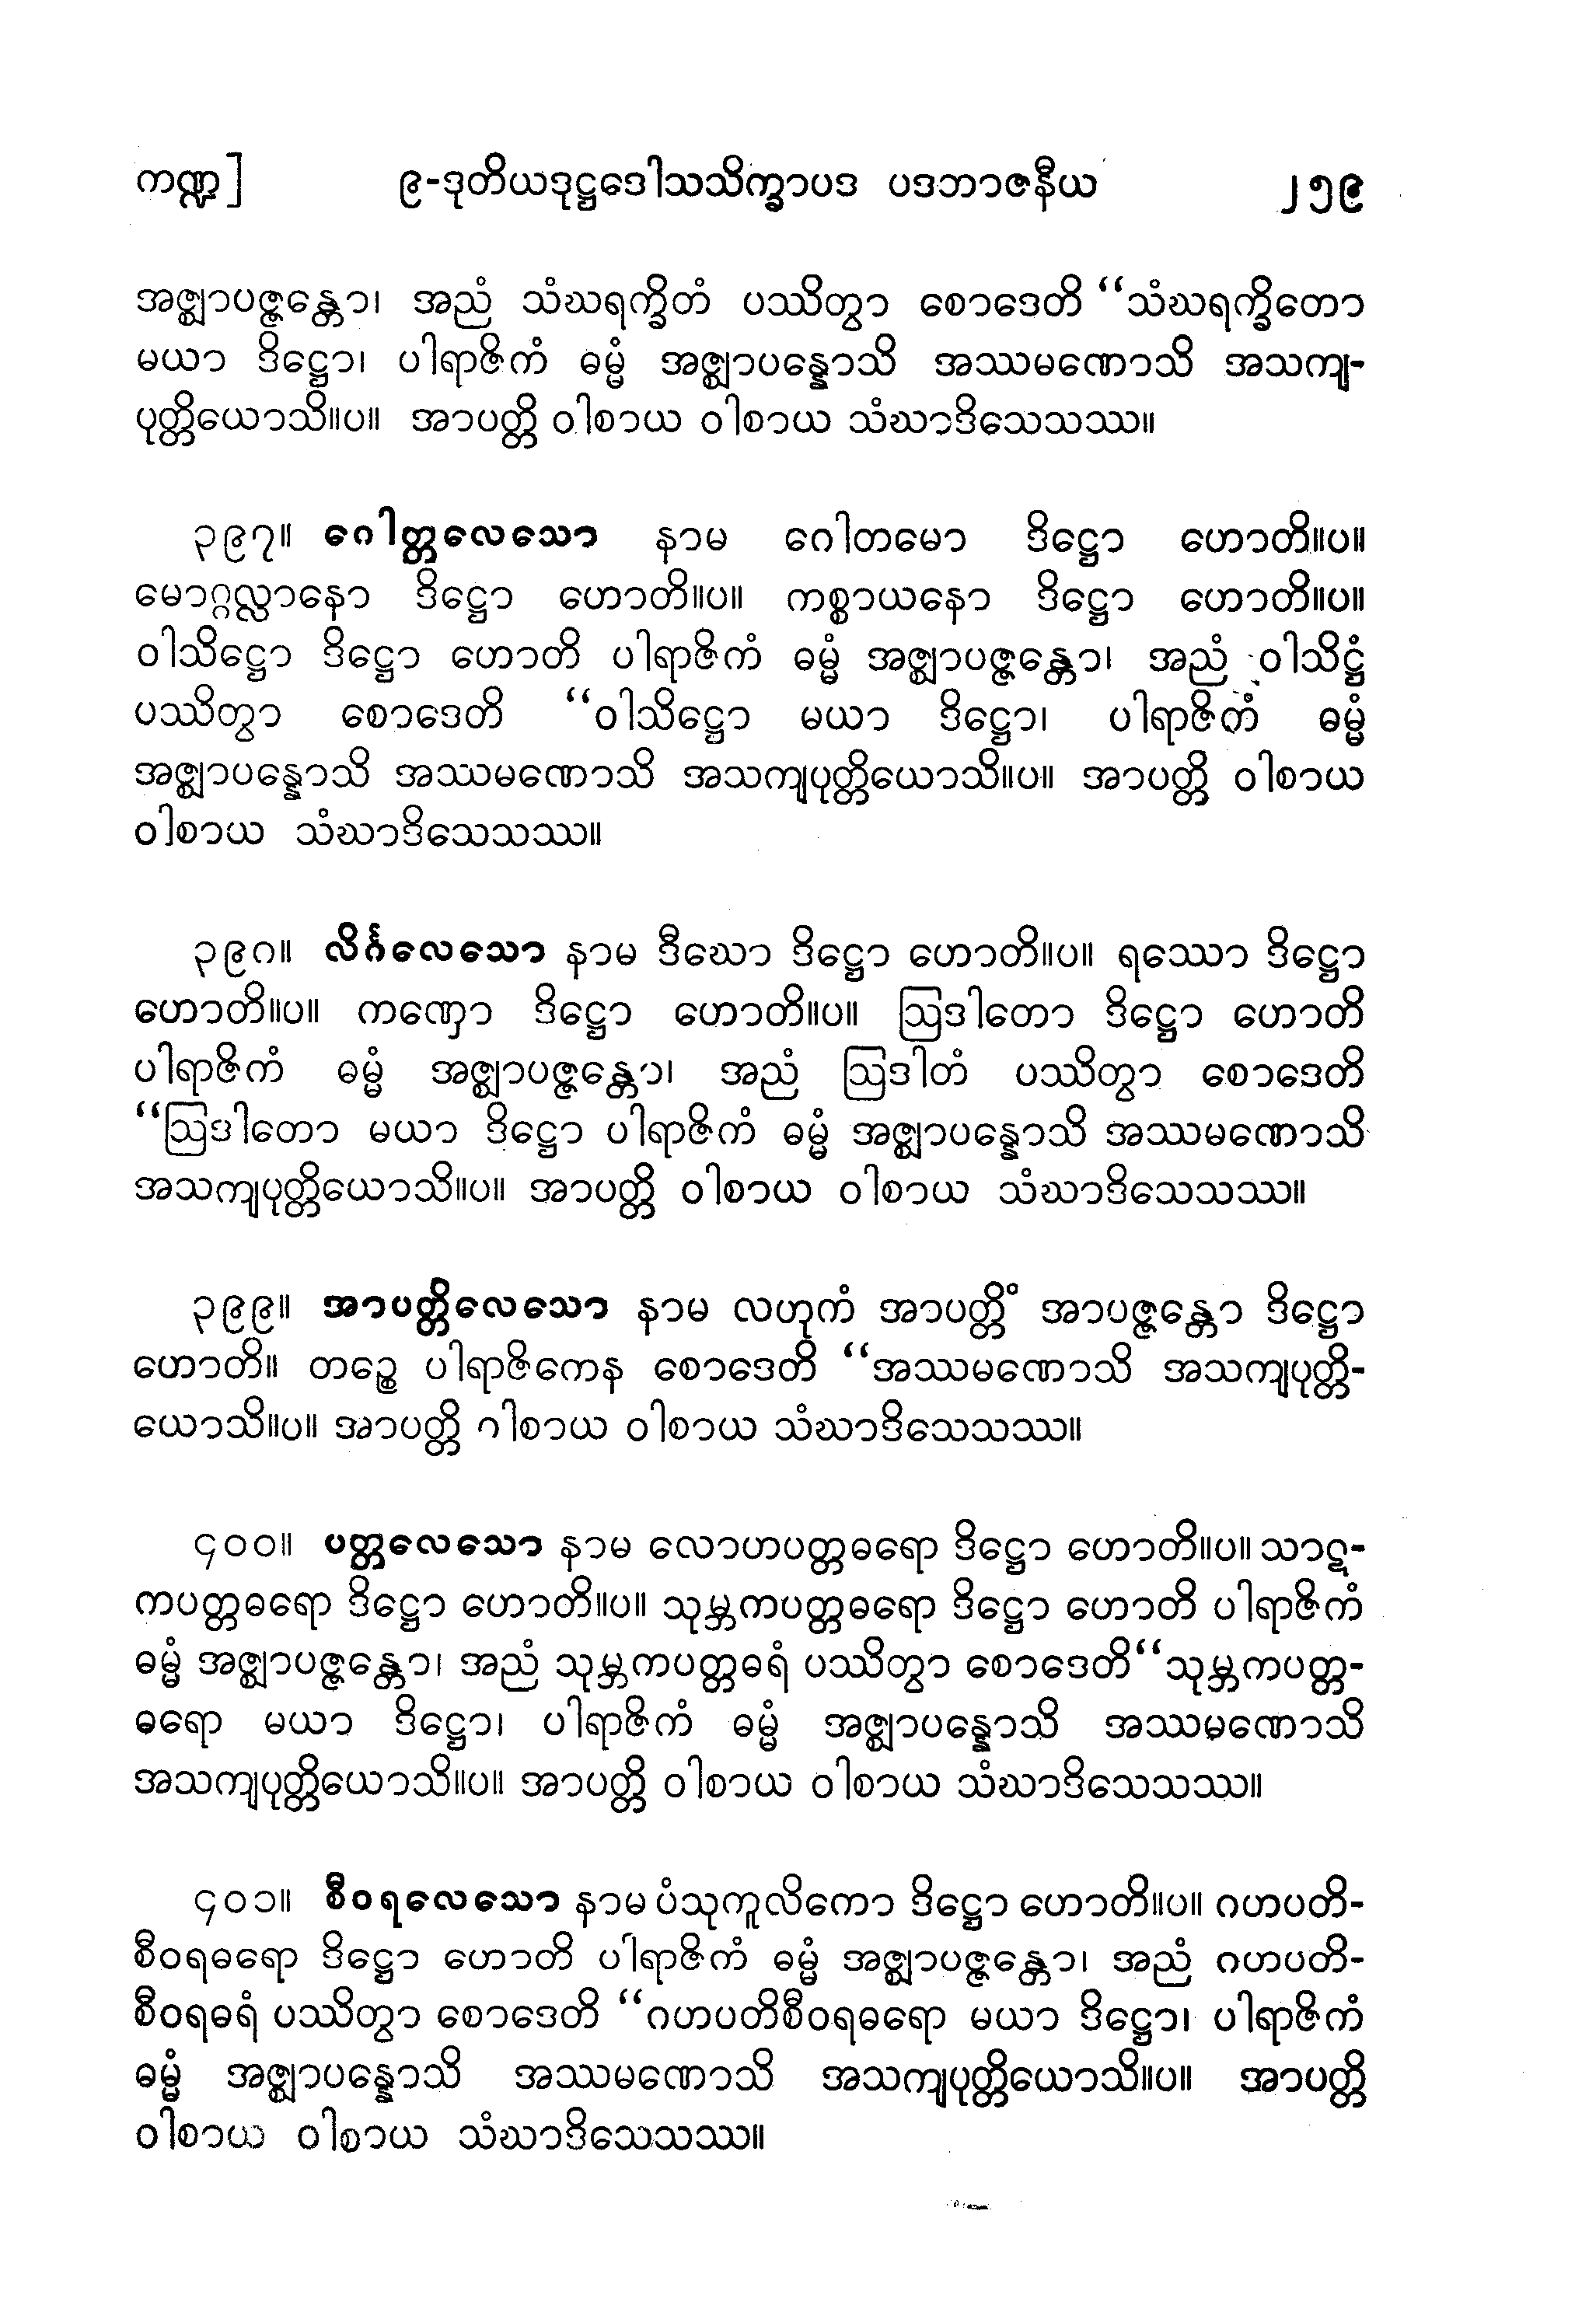 ကဏ္ဍ] ၉-ဒုတိယဒုဋ္ဌဒေါသသိက္ခာပဒ ပဒဘာဇနီယ ၂၅၉
အဇ္ဈာပဇ္ဇန္တော၊ အညံ သံဃရက္ခိတံ ပဿိတွာ စောဒေတိ “သံဃရက္ခိတော
မယာ ဒိဋ္ဌော၊ ပါရာဇိကံ ဓမ္မံ အဇ္ဈာပန္နောသိ အဿမဏောသိ အသကျ-
ပုတ္တိယောသိ။ပ။ အာပတ္တိ ဝါစာယ ဝါစာယ သံဃာဒိသေသဿ။
၃၉၇။ ဂေါတ္တလေသော နာမ ဂေါတမော ဒိဋ္ဌော ဟောတိ။ပ။
မောဂ္ဂလ္လာနော ဒိဋ္ဌော ဟောတိ။ပ။ ကစ္စာယနော ဒိဋ္ဌော ဟောတိ။ပ။
ဝါသိဋ္ဌော ဒိဋ္ဌော ဟောတိ ပါရာဇိကံ ဓမ္မံ အဇ္ဈာပဇ္ဇန္တော၊ အညံ ဝါသိဋ္ဌံ
ပဿိတွာ စောဒေတိ “ဝါသိဋ္ဌော မယာ ဒိဋ္ဌော၊ ပါရာဇိကံ ဓမ္မံ
အဇ္ဈာပန္နောသိ အဿမဏောသိ အသကျပုတ္တိယောသိ။ပ။ အာပတ္တိ ဝါစာယ
ဝါစာယ သံဃာဒိသေသဿ။
၃၉၈။ လိင်္ဂလေသော နာမ ဒီဃော ဒိဋ္ဌော ဟောတိ။ပ။ ရဿော ဒိဋ္ဌော
ဟောတိ။ပ။ ကဏှော ဒိဋ္ဌော ဟောတိ။ပ။ ဩဒါတော ဒိဋ္ဌော ဟောတိ
ပါရာဇိကံ ဓမ္မံ အဇ္ဈာပဇ္ဇန္တော၊ အညံ ဩဒါတံ ပဿိတွာ စောဒေတိ
“ဩဒါတော မယာ ဒိဋ္ဌော ပါရာဇိကံ ဓမ္မံ အဇ္ဈာပန္နောသိ အဿမဏောသိ
အသကျပုတ္တိယောသိ။ပ။ အာပတ္တိ ဝါစာယ ဝါစာယ သံဃာဒိသေသဿ။
၃၉၉။ အာပတ္တိလေသော နာမ လဟုကံ အာပတ္တိံ အာပဇ္ဇန္တော ဒိဋ္ဌော
ဟောတိ။ တဉ္စေ ပါရာဇိကေန စောဒေတိ “အဿမဏောသိ အသကျပုတ္တိ-
ယောသိ။ပ။ အာပတ္တိ ဝါစာယ ဝါစာယ သံဃာဒိသေသဿ။
၄၀၀။ ပတ္တလေသော နာမ လောဟပတ္တဓရော ဒိဋ္ဌော ဟောတိ။ပ။ သာဋ-
ကပတ္တဓရော ဒိဋ္ဌော ဟောတိ။ပ။ သုမ္ဘကပတ္တဓရော ဒိဋ္ဌော ဟောတိ ပါရာဇိကံ
ဓမ္မံ အဇ္ဈာပဇ္ဇန္တော၊ အညံ သုမ္ဘကပတ္တဓရံ ပဿိတွာ စောဒေတိ“သုမ္ဘကပတ္တ-
ဓရော မယာ ဒိဋ္ဌော၊ ပါရာဇိကံ ဓမ္မံ အဇ္ဈာပန္နောသိ အဿမဏောသိ
အသကျပုတ္တိယောသိ။ပ။ အာပတ္တိ ဝါစာယ ဝါစာယ သံဃာဒိသေသဿ။
၄၀၁။ စီဝရလေသော နာမ ပံသုကူလိကော ဒိဋ္ဌော ဟောတိ။ပ။ ဂဟပတိ-
စီဝရဓရော ဒိဋ္ဌော ဟောတိ ပါရာဇိကံ ဓမ္မံ အဇ္ဈာပဇ္ဇန္တော၊ အညံ ဂဟပတိ-
စီဝရဓရံ ပဿိတွာ စောဒေတိ “ဂဟပတိစီဝရဓရော မယာ ဒိဋ္ဌော၊ ပါရာဇိကံ
ဓမ္မံ အဇ္ဈာပန္နောသိ အဿမဏောသိ အသကျပုတ္တိယောသိ။ပ။ အာပတ္တိ
ဝါစာယ ဝါစာယ သံဃာဒိသေသဿ။